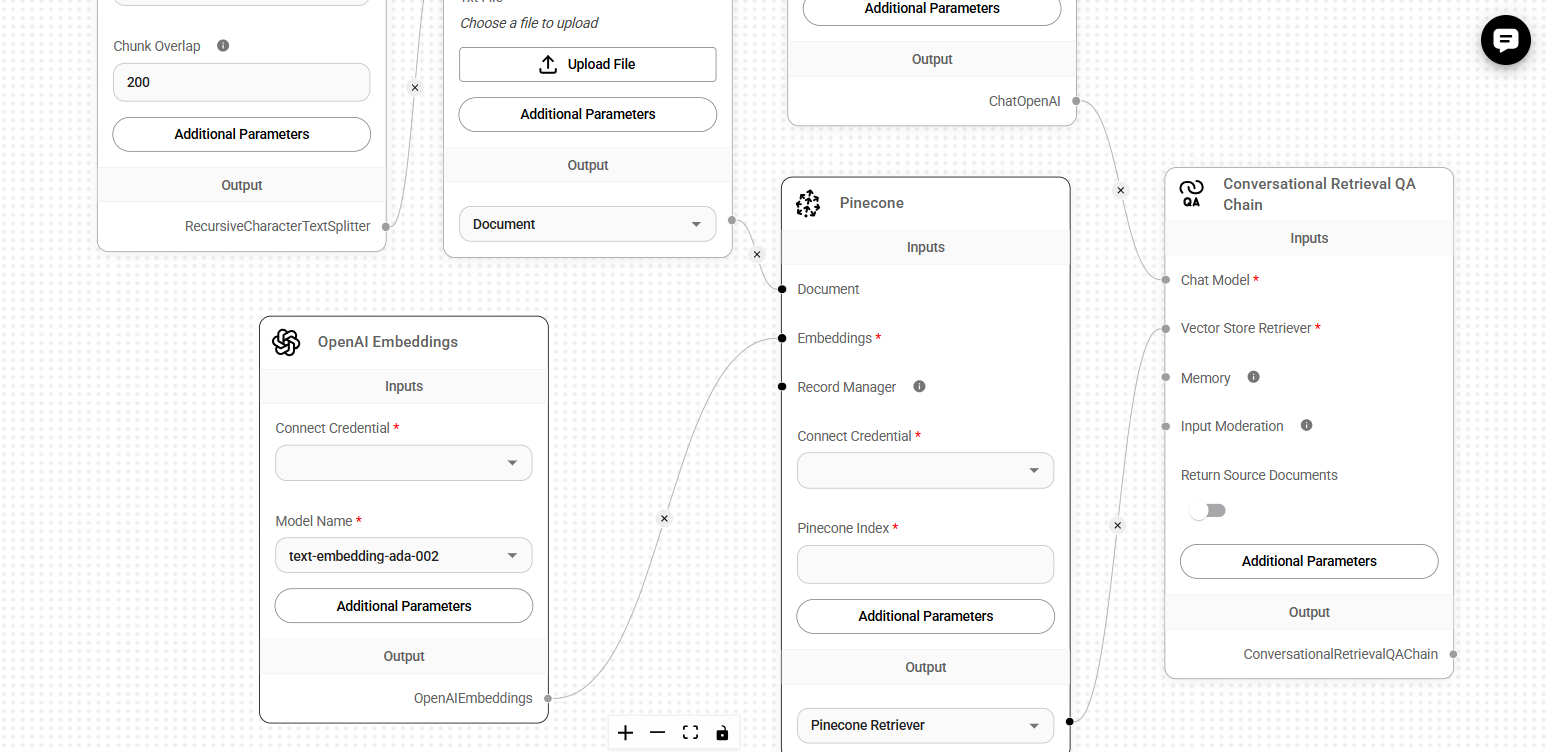 Chunk Overlap
200
Additional Parameters
Output
RecursiveCharacterTextSplitter
Choose a file to upload
Upload File
Additional Parameters
Output
Document
Additional Parameters
Output
ChatOpenAI
OpenAI Embeddings
Inputs
Connect Credential *
Model Name *
text-embedding-ada-002
Additional Parameters
Output
OpenAIEmbeddings
Pinecone
Inputs
Document
Embeddings *
Record Manager
Connect Credential *
Pinecone Index *
Additional Parameters
Output
Pinecone Retriever
QA
Conversational Retrieval QA
Chain
Inputs
Chat Model *
Vector Store Retriever *
Memory
Input Moderation
Return Source Documents
Additional Parameters
Output
ConversationalRetrievalQAChain